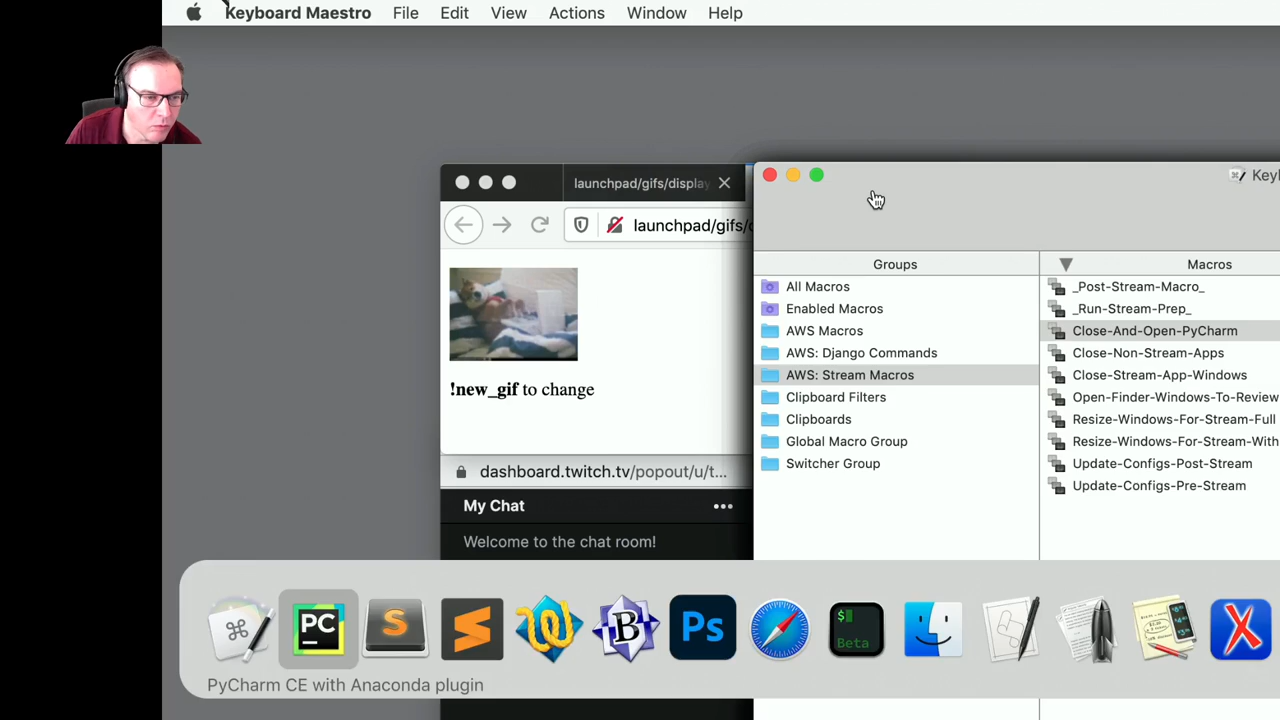 Keyboard Maestro File Edit View Actions Window Help
launchpad/gifs/display
launchpad/gifs/
!new_gif to change
dashboard.twitch.tv/popout/u/t...
My Chat
Welcome to the chat room!
Groups
All Macros
Enabled Macros
AWS Macros
AWS: Django Commands
AWS: Stream Macros
Clipboard Filters
Clipboards
Global Macro Group
Switcher Group
Macros
_Post-Stream-Macro_
_Run-Stream-Prep_
Close-And-Open-PyCharm
Close-Non-Stream-Apps
Close-Stream-App-Windows
Open-Finder-Windows-To-Review
Resize-Windows-For-Stream-Full
Resize-Windows-For-Stream-With
Update-Configs-Post-Stream
Update-Configs-Pre-Stream
PC
S
B
Ps
$
Beta
X
PyCharm CE with Anaconda plugin